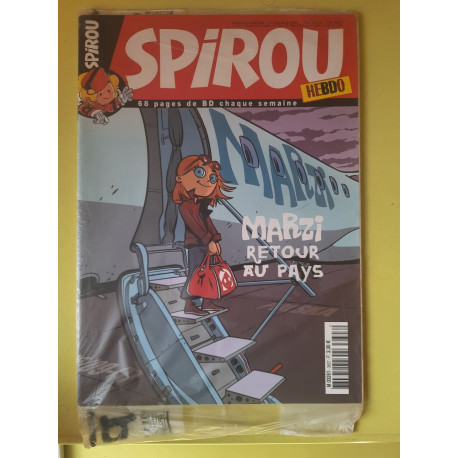 SPIROU
SPIROU
HEBDO
68 pages de BD chaque semaine
MARZI
MARZI
RETOUR
AU PAYS